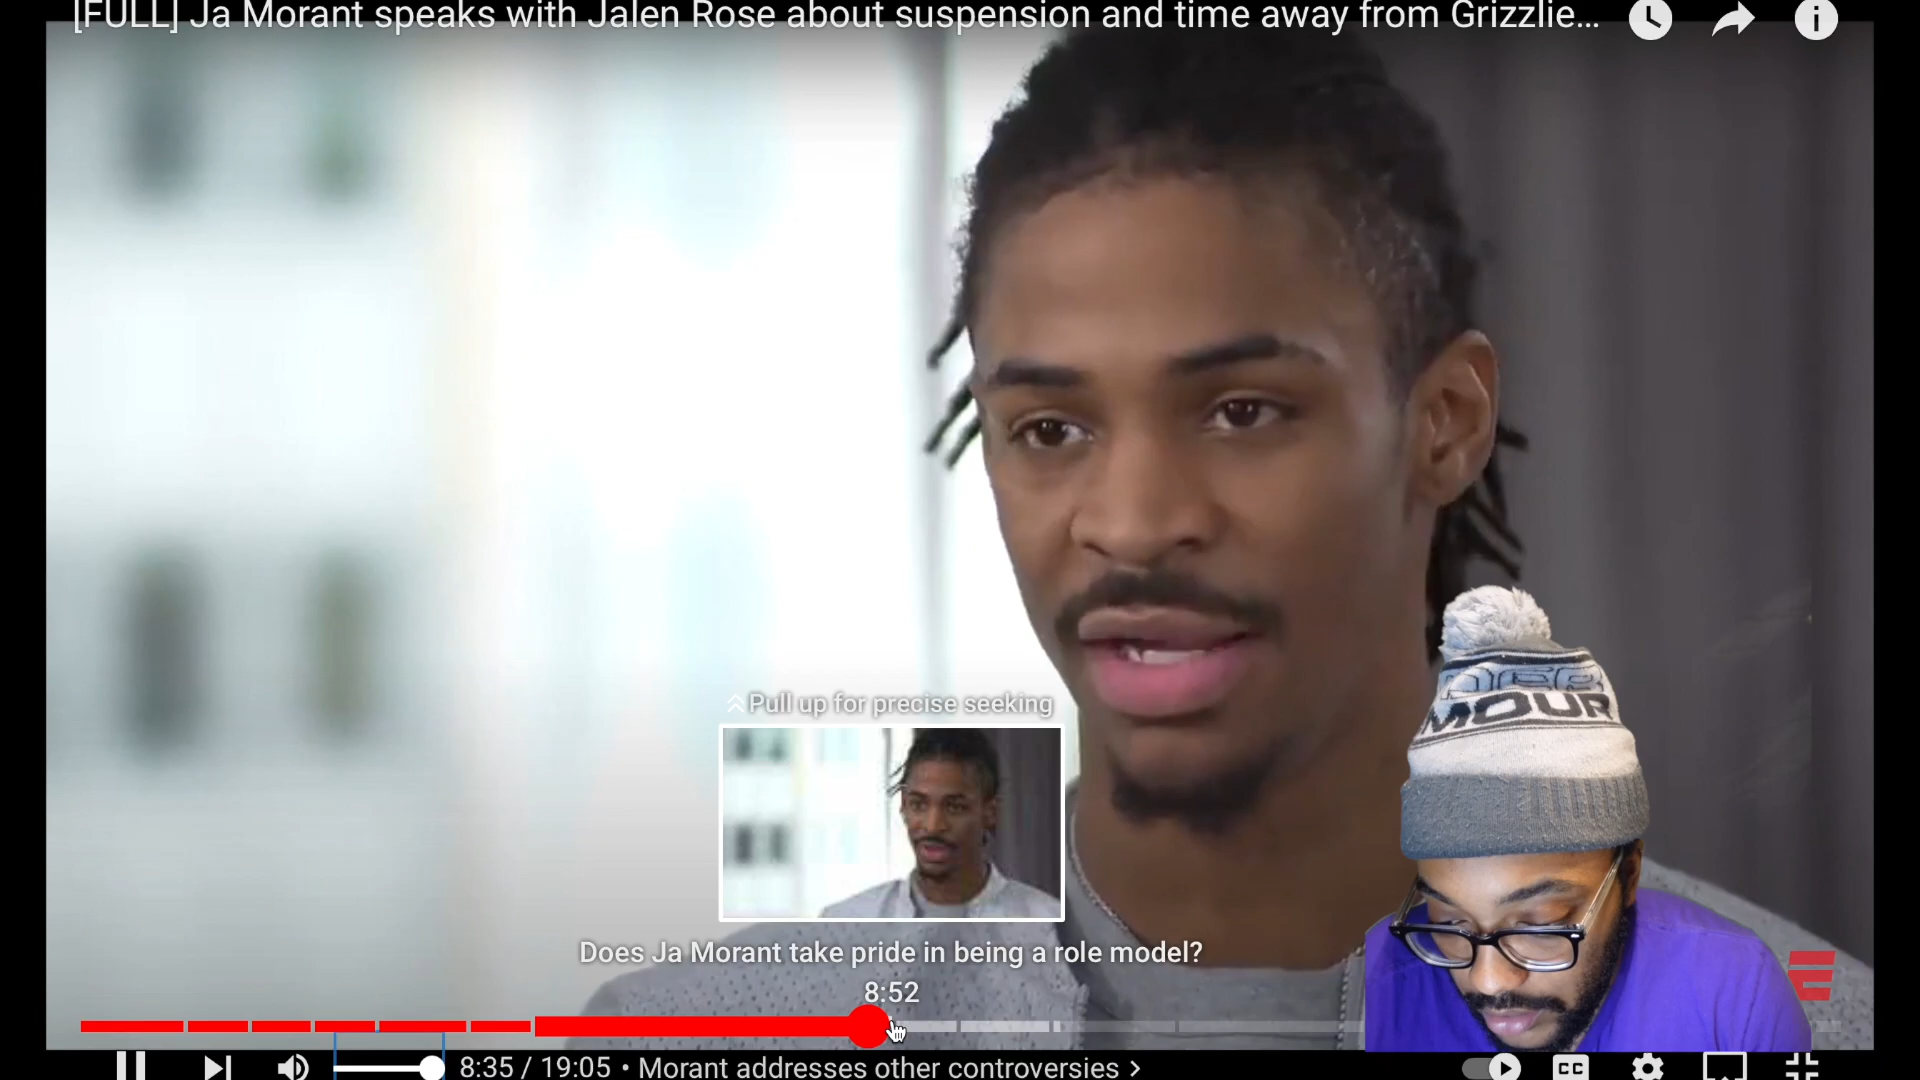 [FULL] Ja Morant speaks with Jalen Rose about suspension and time away from Grizzlie...
Pull up for precise seeking
MOUR
Does Ja Morant take pride in being a role model?
8:52
8:35 / 19:05 • Morant addresses other controversies >
CC